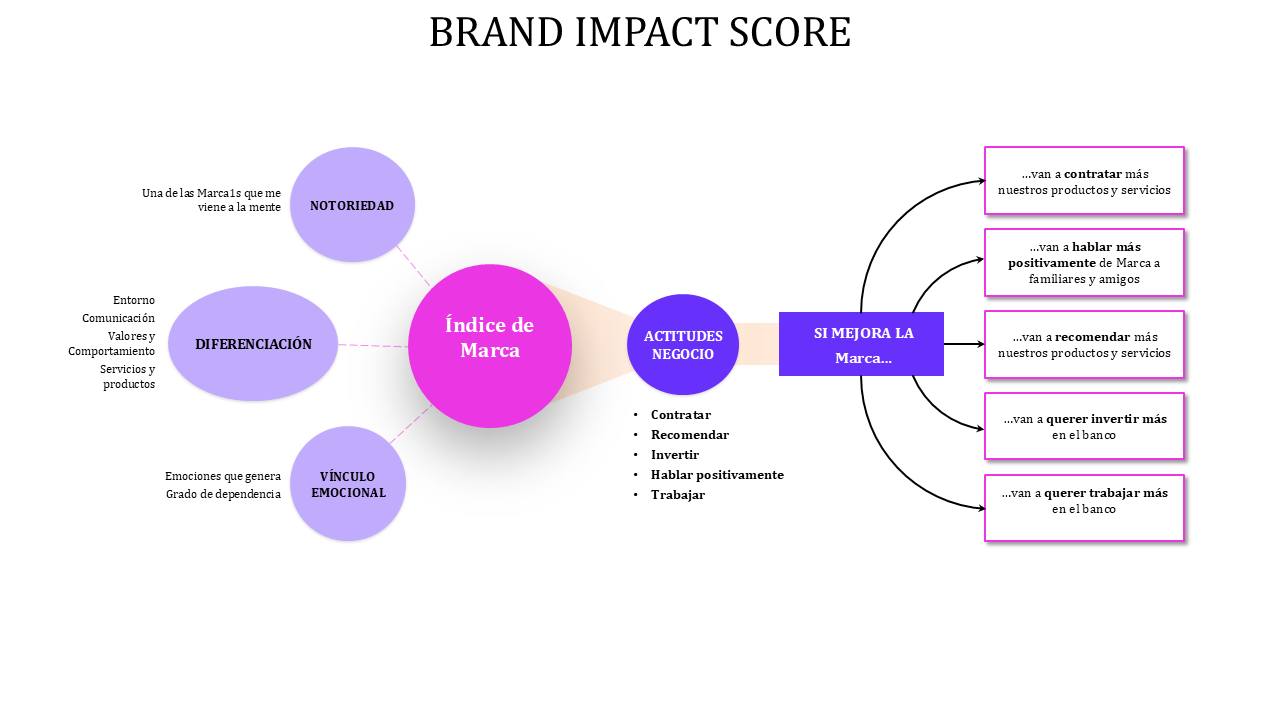 BRAND IMPACT SCORE
Una de las Marca1s que me
viene a la mente
NOTORIEDAD
Entorno
Comunicación
Valores y
Comportamiento
Servicios y
productos
DIFERENCIACIÓN
Emociones que genera
Grado de dependencia
VÍNCULO
EMOCIONAL
Índice de
Marca
ACTITUDES
NEGOCIO
• Contratar
• Recomendar
• Invertir
• Hablar positivamente
• Trabajar
SI MEJORA LA
Marca…
…van a contratar más
nuestros productos y servicios
…van a hablar más
positivamente de Marca a
familiares y amigos
…van a recomendar más
nuestros productos y servicios
…van a querer invertir más
en el banco
…van a querer trabajar más
en el banco